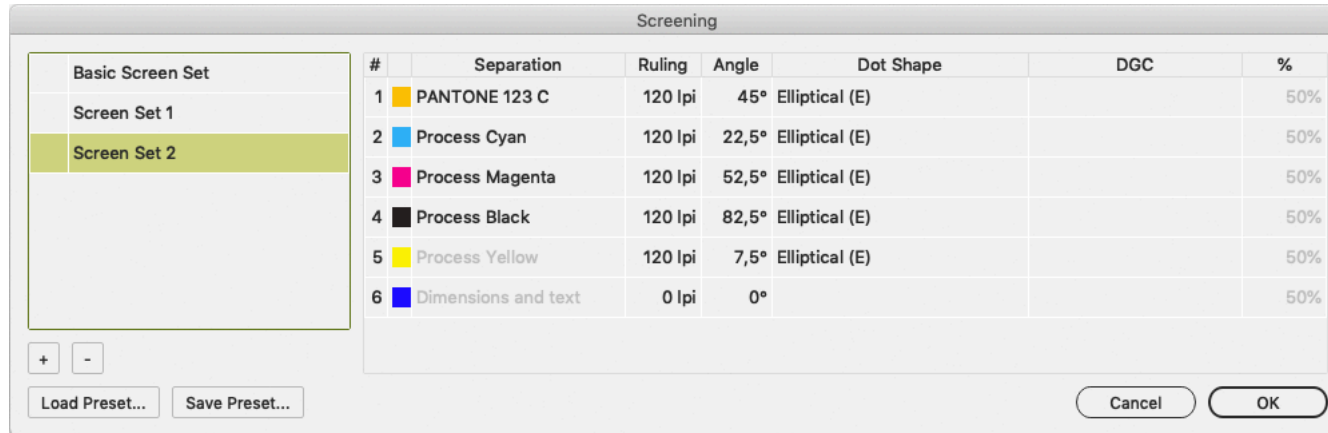 Screening
Basic Screen Set
Screen Set 1
Screen Set 2
+ -
Load Preset... Save Preset...
# Separation Ruling Angle Dot Shape DGC %
1 PANTONE 123 C 120 lpi 45° Elliptical (E) 50%
2 Process Cyan 120 lpi 22,5° Elliptical (E) 50%
3 Process Magenta 120 lpi 52,5° Elliptical (E) 50%
4 Process Black 120 lpi 82,5° Elliptical (E) 50%
5 Process Yellow 120 lpi 7,5° Elliptical (E) 50%
6 Dimensions and text 0 lpi 0° 50%
Cancel OK